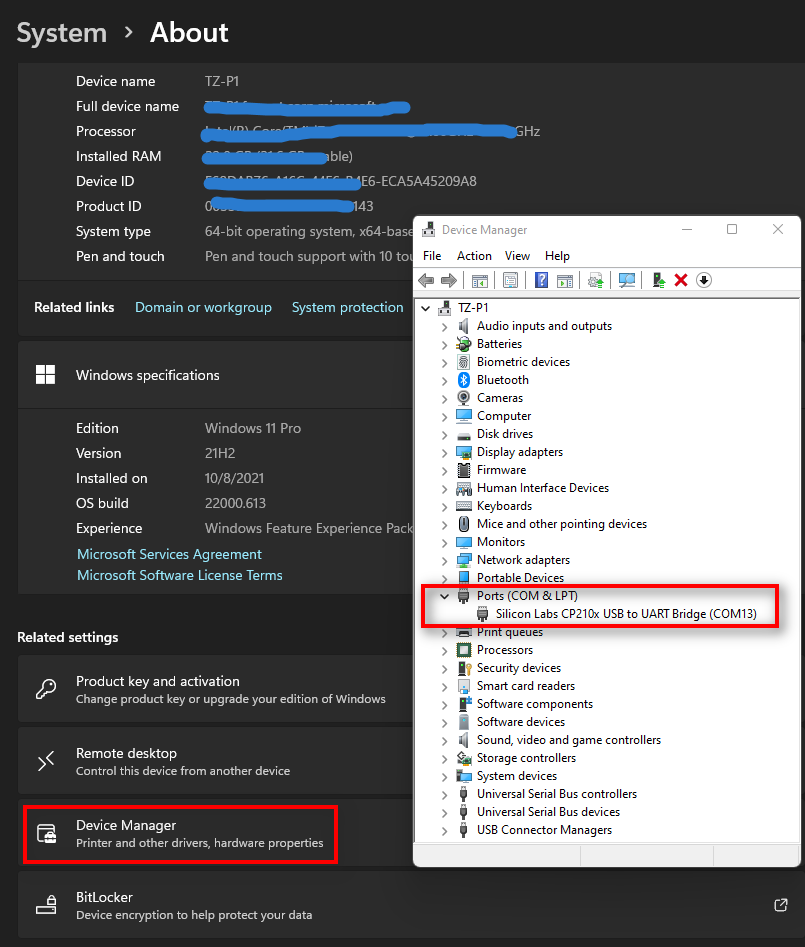 System > About
Device name TZ-P1
Full device name
Processor GHz
Installed RAM able)
Device ID 4E6-ECA5A45209A8
Product ID 143
System type 64-bit operating system, x64-base
Pen and touch Pen and touch support with 10 tou
Related links Domain or workgroup System protection
Windows specifications
Edition Windows 11 Pro
Version 21H2
Installed on 10/8/2021
OS build 22000.613
Experience Windows Feature Experience Pack
Microsoft Services Agreement
Microsoft Software License Terms
Related settings
Product key and activation
Change product key or upgrade your edition of Windows
Remote desktop
Control this device from another device
Device Manager
Printer and other drivers, hardware properties
BitLocker
Device encryption to help protect your data
Device Manager
File Action View Help
TZ-P1
Audio inputs and outputs
Batteries
Biometric devices
Bluetooth
Cameras
Computer
Disk drives
Display adapters
Firmware
Human Interface Devices
Keyboards
Mice and other pointing devices
Monitors
Network adapters
Portable Devices
Ports (COM & LPT)
Silicon Labs CP210x USB to UART Bridge (COM13)
Print queues
Processors
Security devices
Smart card readers
Software components
Software devices
Sound, video and game controllers
Storage controllers
System devices
Universal Serial Bus controllers
Universal Serial Bus devices
USB Connector Managers